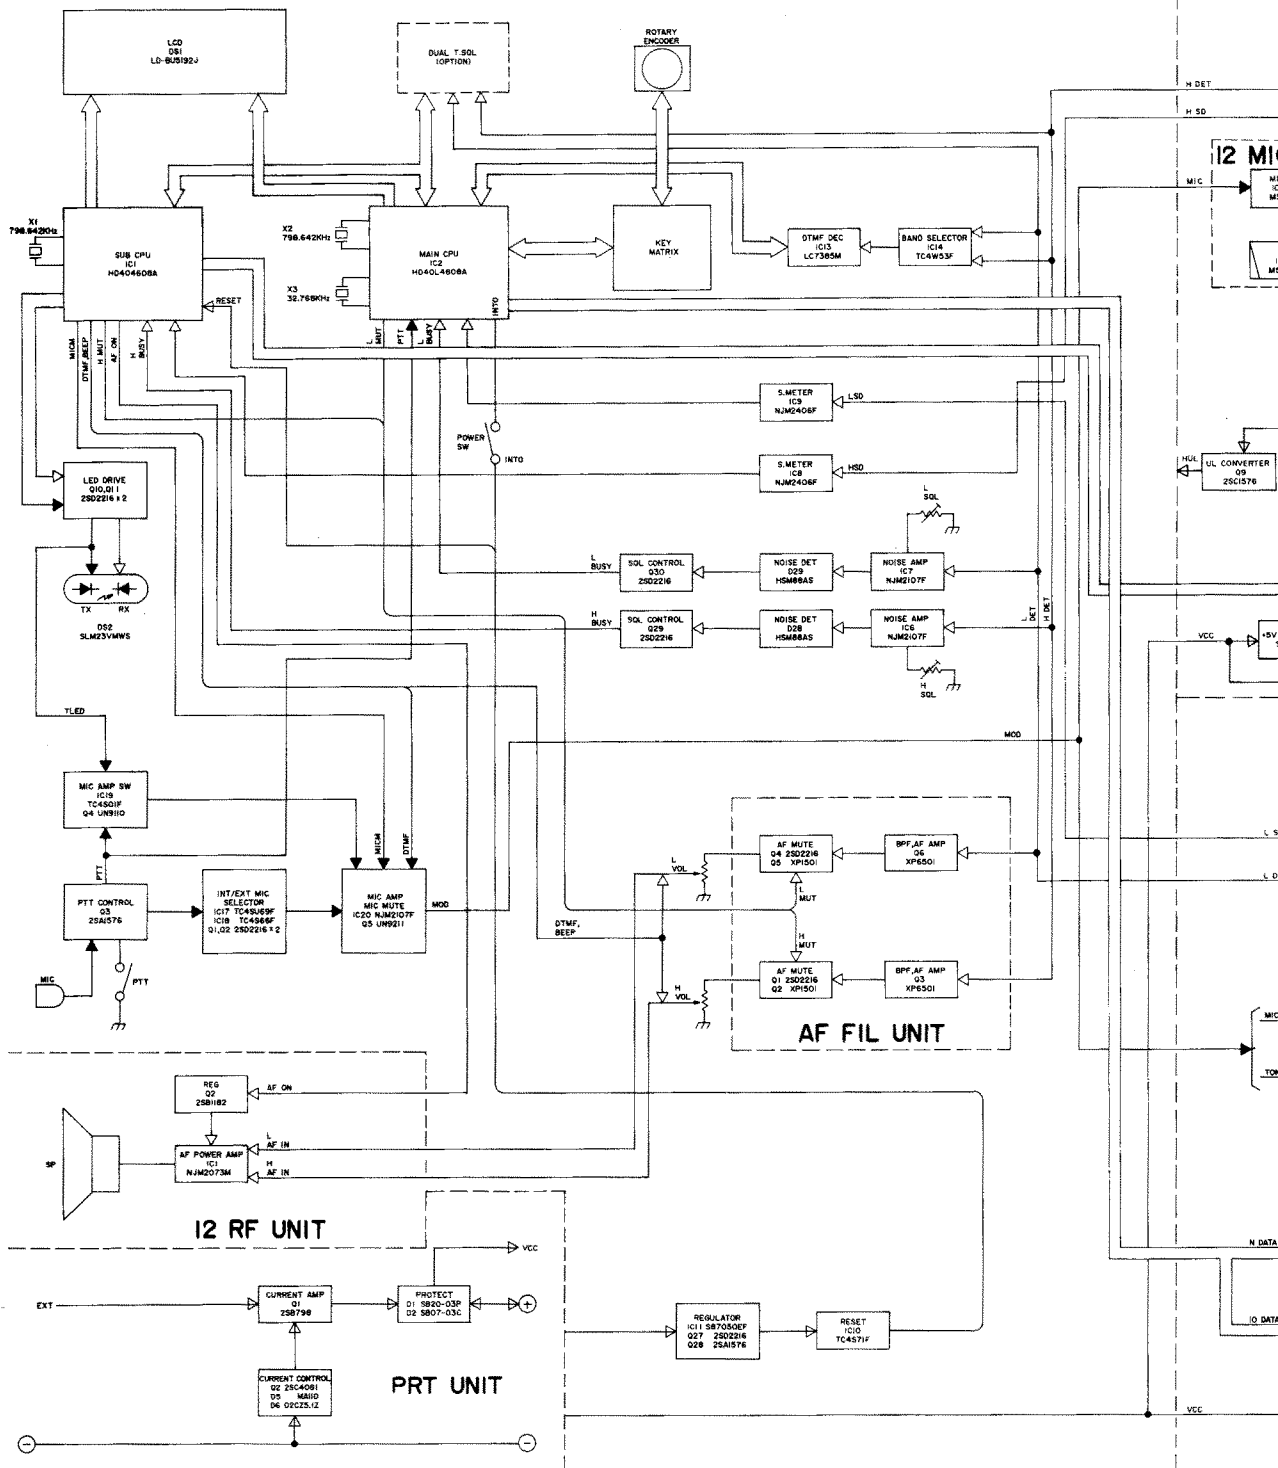 LCD
DS1
LD-BU5192J
DUAL T.SQL
(OPTION)
ROTARY
ENCODER
H DET
H SD
12 MIC
MIC
X1
798.642KHz
SUB CPU
IC1
HD404608A
RESET
X2
798.642KHz
X3
32.768KHz
MAIN CPU
IC2
HD40L4808A
INTO
KEY
MATRIX
DTMF DEC
IC13
LC7385M
BAND SELECTOR
IC14
TC4W53F
MICM
DTMF,BEEP
H MUT
AF ON
H
BUSY
L
MUT
PTT
L
BUSY
POWER
SW
INTO
S.METER
IC9
NJM2406F
LSD
S.METER
IC8
NJM2406F
HSD
HUL
UL CONVERTER
Q9
2SC1576
LED DRIVE
Q10,Q11
2SD2216×2
TX
RX
DS2
SLM23VMWS
L
BUSY
SQL CONTROL
Q30
2SD2216
NOISE DET
D29
HSM88AS
NOISE AMP
IC7
NJM2107F
L
SQL
H
BUSY
SQL CONTROL
Q29
2SD2216
NOISE DET
D28
HSM88AS
NOISE AMP
IC6
NJM2107F
H
SQL
L
DET
H DET
VCC
+5V
TLED
MOD
MOD
MIC AMP SW
IC19
TC4S01F
Q4 UN9110
PTT
MICM
DTMF
PTT CONTROL
Q3
2SA1576
INT/EXT MIC
SELECTOR
IC17 TC4SU69F
IC18 TC4S66F
Q1,Q2 2SD2216×2
MIC AMP
MIC MUTE
IC20 NJM2107F
Q5 UN9211
MOD
MIC
PTT
L
VOL
AF MUTE
Q4 2SD2216
Q5 XP1501
BPF,AF AMP
Q6
XP6501
L
MUT
DTMF,
BEEP
H
MUT
H
VOL
AF MUTE
Q1 2SD2216
Q2 XP1501
BPF,AF AMP
Q3
XP6501
AF FIL UNIT
L S
L D
MIC
TON
REG
Q2
2SB1182
AF ON
AF POWER AMP
IC1
NJM2073M
L
AF IN
H
AF IN
SP
12 RF UNIT
VCC
EXT
CURRENT AMP
Q1
2SB798
PROTECT
D1 SB20-03P
D2 SB07-03C
+
CURRENT CONTROL
Q2 2SC4081
D5 MA110
D6 02CZ5.1Z
PRT UNIT
REGULATOR
IC11 S87050EF
Q27 2SD2216
Q28 2SA1576
RESET
IC10
TC4S71F
N DATA
IO DATA
VCC
−
−